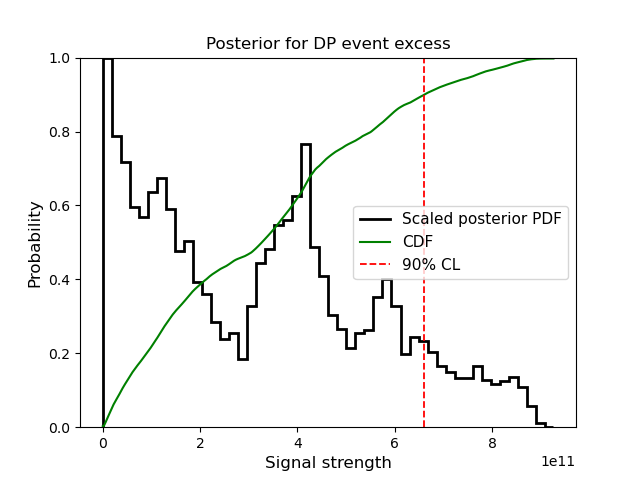 Posterior for DP event excess
1.0
0.8
0.6
0.4
0.2
0.0
Probability
Scaled posterior PDF
CDF
90% CL
0 2 4 6 8
1e11
Signal strength